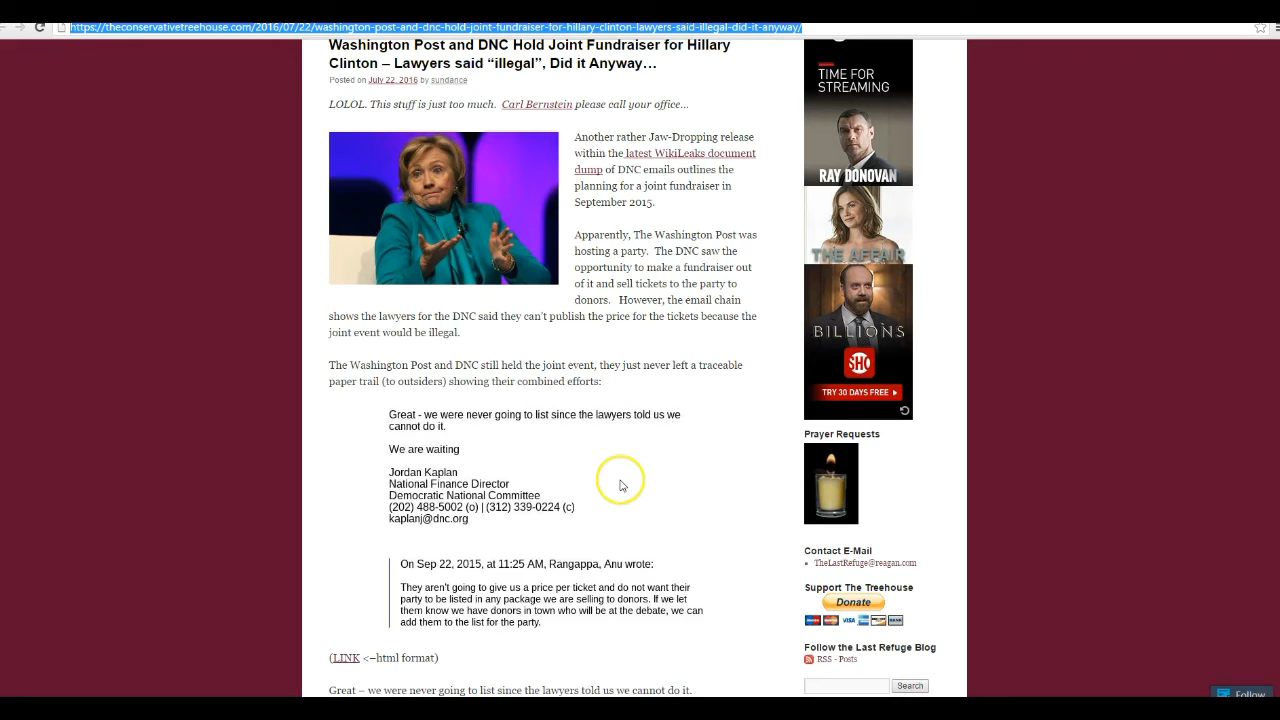 https://theconservativetreehouse.com/2016/07/22/washington-post-and-dnc-hold-joint-fundraiser-for-hillary-clinton-lawyers-said-illegal-did-it-anyway/
Washington Post and DNC Hold Joint Fundraiser for Hillary
Clinton – Lawyers said “illegal”, Did it Anyway…
Posted on July 22, 2016 by sundance
LOLOL. This stuff is just too much. Carl Bernstein please call your office…
Another rather Jaw-Dropping release
within the latest WikiLeaks document
dump of DNC emails outlines the
planning for a joint fundraiser in
September 2015.
Apparently, The Washington Post was
hosting a party. The DNC saw the
opportunity to make a fundraiser out
of it and sell tickets to the party to
donors. However, the email chain
shows the lawyers for the DNC said they can’t publish the price for the tickets because the
joint event would be illegal.
The Washington Post and DNC still held the joint event, they just never left a traceable
paper trail (to outsiders) showing their combined efforts:
Great - we were never going to list since the lawyers told us we
cannot do it.
We are waiting
Jordan Kaplan
National Finance Director
Democratic National Committee
(202) 488-5002 (o) | (312) 339-0224 (c)
kaplanj@dnc.org
On Sep 22, 2015, at 11:25 AM, Rangappa, Anu wrote:
They aren't going to give us a price per ticket and do not want their
party to be listed in any package we are selling to donors. If we let
them know we have donors in town who will be at the debate, we can
add them to the list for the party.
(LINK <–html format)
Great – we were never going to list since the lawyers told us we cannot do it.
TIME FOR
STREAMING
RAY DONOVAN
THE AFFAIR
BILLIONS
SHO
TRY 30 DAYS FREE
Prayer Requests
Contact E-Mail
TheLastRefuge@reagan.com
Support The Treehouse
Donate
VISA
Follow the Last Refuge Blog
RSS - Posts
Search
Follow